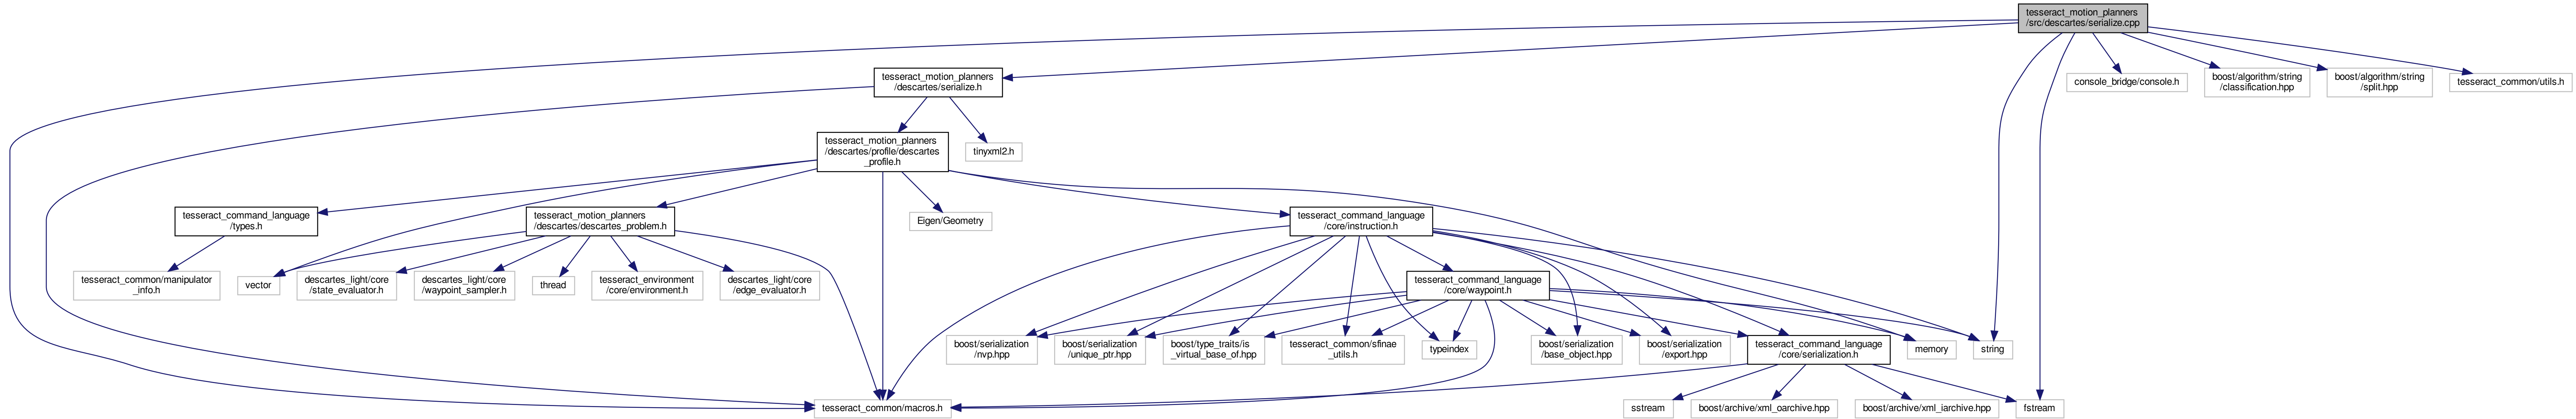 tesseract_motion_planners
/src/descartes/serialize.cpp
tesseract_motion_planners
/descartes/serialize.h
console_bridge/console.h
boost/algorithm/string
/classification.hpp
boost/algorithm/string
/split.hpp
tesseract_common/utils.h
tesseract_motion_planners
/descartes/profile/descartes
_profile.h
tinyxml2.h
tesseract_command_language
/types.h
tesseract_motion_planners
/descartes/descartes_problem.h
Eigen/Geometry
tesseract_command_language
/core/instruction.h
tesseract_common/manipulator
_info.h
vector
descartes_light/core
/state_evaluator.h
descartes_light/core
/waypoint_sampler.h
thread
tesseract_environment
/core/environment.h
descartes_light/core
/edge_evaluator.h
tesseract_command_language
/core/waypoint.h
boost/serialization
/nvp.hpp
boost/serialization
/unique_ptr.hpp
boost/type_traits/is
_virtual_base_of.hpp
tesseract_common/sfinae
_utils.h
typeindex
boost/serialization
/base_object.hpp
boost/serialization
/export.hpp
tesseract_command_language
/core/serialization.h
memory
string
tesseract_common/macros.h
sstream
boost/archive/xml_oarchive.hpp
boost/archive/xml_iarchive.hpp
fstream